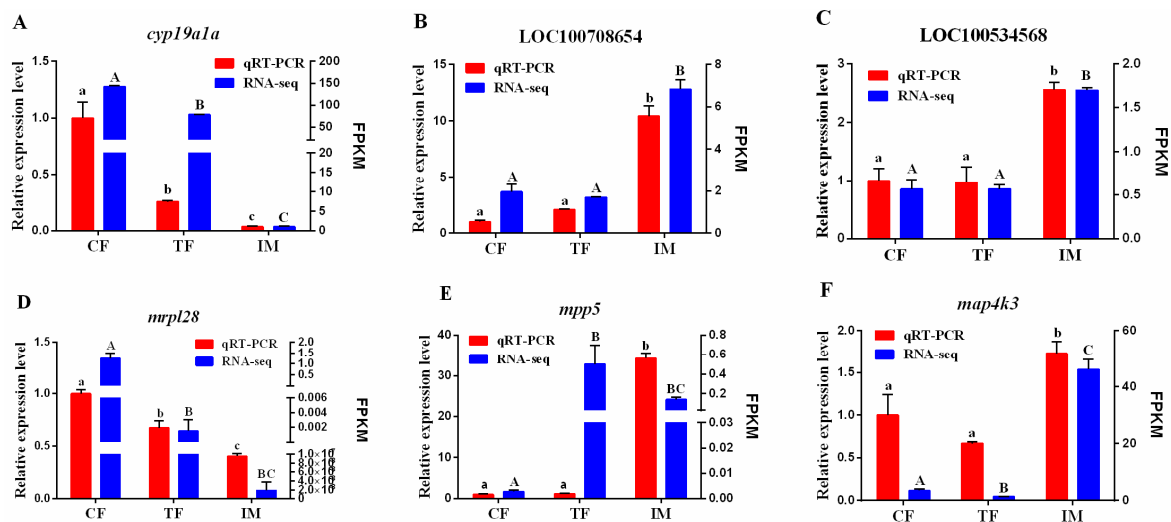 A
cyp19a1a
Relative expression level
1.5
1.0
0.5
0.0
qRT-PCR
RNA-seq
a
A
b
B
c
C
200
150
100
50
20
15
10
5
0
FPKM
CF
TF
IM
B
LOC100708654
Relative expression level
15
10
5
0
qRT-PCR
RNA-seq
a
A
a
A
b
B
8
6
4
2
0
FPKM
CF
TF
IM
C
LOC100534568
Relative expression level
3
2
1
0
qRT-PCR
RNA-seq
a
A
a
A
b
B
2.0
1.5
1.0
0.5
0.0
FPKM
CF
TF
IM
D
mrpl28
Relative expression level
1.5
1.0
0.5
0.0
qRT-PCR
RNA-seq
a
A
b
B
c
BC
2.0
1.5
1.0
0.5
0.006
0.004
0.002
FPKM
CF
TF
IM
E
mpp5
Relative expression level
40
30
20
10
0
qRT-PCR
RNA-seq
a
A
a
B
b
BC
0.8
0.6
0.4
0.2
0.03
0.02
0.01
0.00
FPKM
CF
TF
IM
F
map4k3
Relative expression level
2.0
1.5
1.0
0.5
0.0
qRT-PCR
RNA-seq
a
A
a
B
b
C
60
40
20
0
FPKM
CF
TF
IM